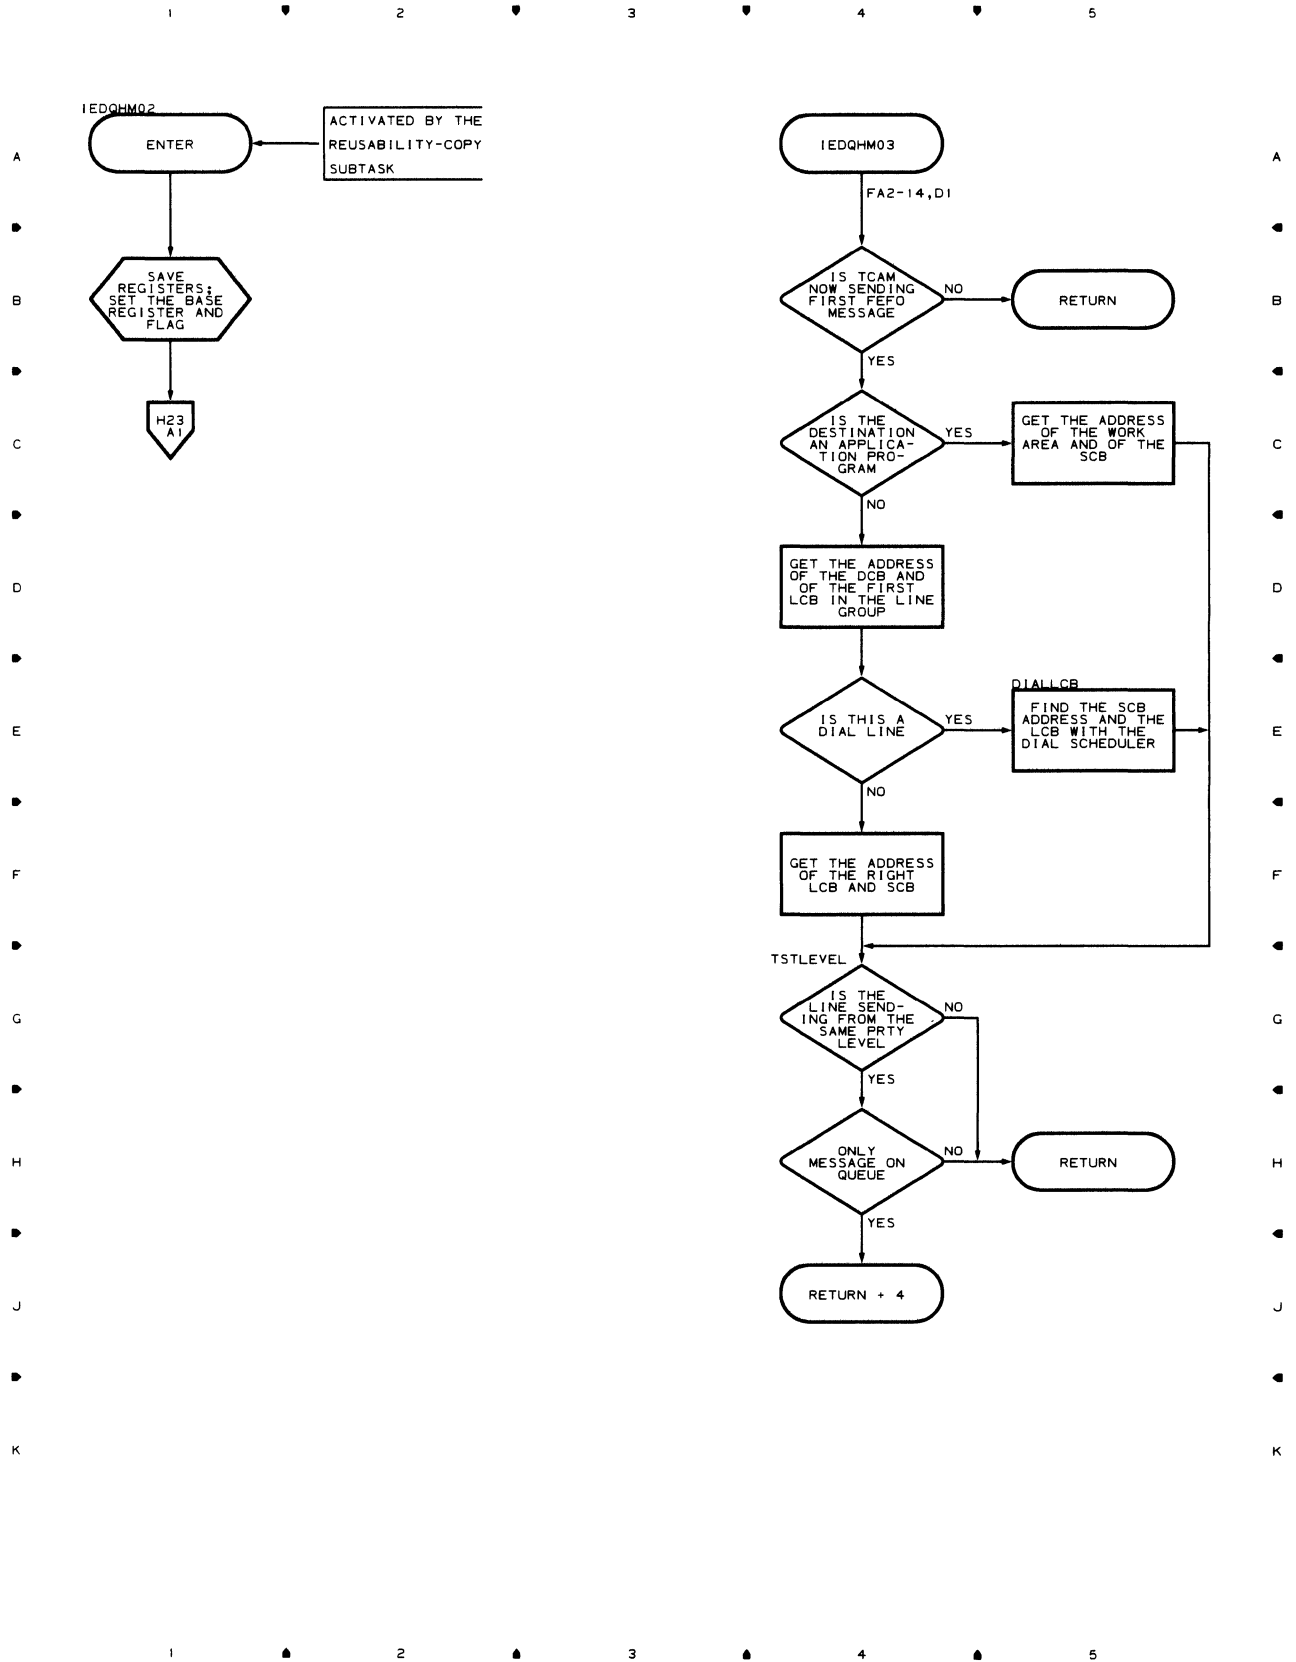 1 2 3 4 5
IEDQHM02
ENTER
ACTIVATED BY THE
REUSABILITY-COPY
SUBTASK
IEDQHM03
A A
FA2-14,D1
SAVE
REGISTERS;
SET THE BASE
REGISTER AND
FLAG
IS TCAM
NOW SENDING
FIRST FEFO
MESSAGE
NO
RETURN
B B
YES
H23
A1
IS THE
DESTINATION
AN APPLICA-
TION PRO-
GRAM
YES
GET THE ADDRESS
OF THE WORK
AREA AND OF THE
SCB
C C
NO
GET THE ADDRESS
OF THE DCB AND
OF THE FIRST
LCB IN THE LINE
GROUP
D D
IS THIS A
DIAL LINE
YES
DIALLCB
FIND THE SCB
ADDRESS AND THE
LCB WITH THE
DIAL SCHEDULER
E E
NO
GET THE ADDRESS
OF THE RIGHT
LCB AND SCB
F F
TSTLEVEL
IS THE
LINE SEND-
ING FROM THE
SAME PRTY
LEVEL
NO
G G
YES
ONLY
MESSAGE ON
QUEUE
NO
RETURN
H H
YES
RETURN + 4
J J
K K
1 2 3 4 5